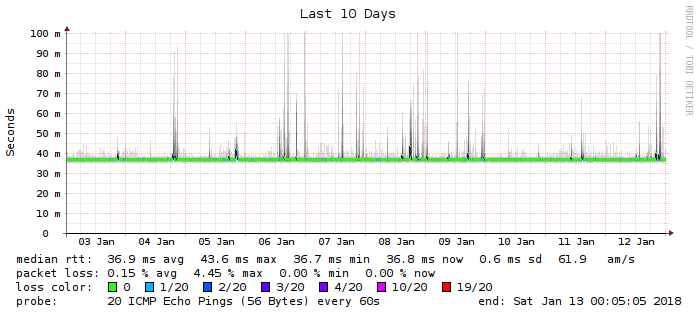 Last 10 Days
RRDTOOL / TOBI OETIKER
Seconds
100 m
90 m
80 m
70 m
60 m
50 m
40 m
30 m
20 m
10 m
0
03 Jan 04 Jan 05 Jan 06 Jan 07 Jan 08 Jan 09 Jan 10 Jan 11 Jan 12 Jan
median rtt: 36.9 ms avg 43.6 ms max 36.7 ms min 36.8 ms now 0.6 ms sd 61.9 am/s
packet loss: 0.15 % avg 4.45 % max 0.00 % min 0.00 % now
loss color: 0 1/20 2/20 3/20 4/20 10/20 19/20
probe: 20 ICMP Echo Pings (56 Bytes) every 60s end: Sat Jan 13 00:05:05 2018